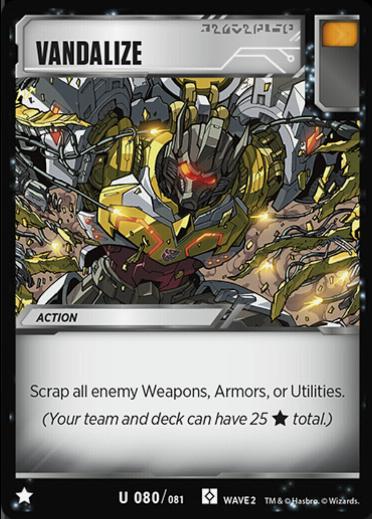 VANDALIZE
ACTION
Scrap all enemy Weapons, Armors, or Utilities.
(Your team and deck can have 25 ★ total.)
U 080/081 WAVE 2 TM & © Hasbro. © Wizards.